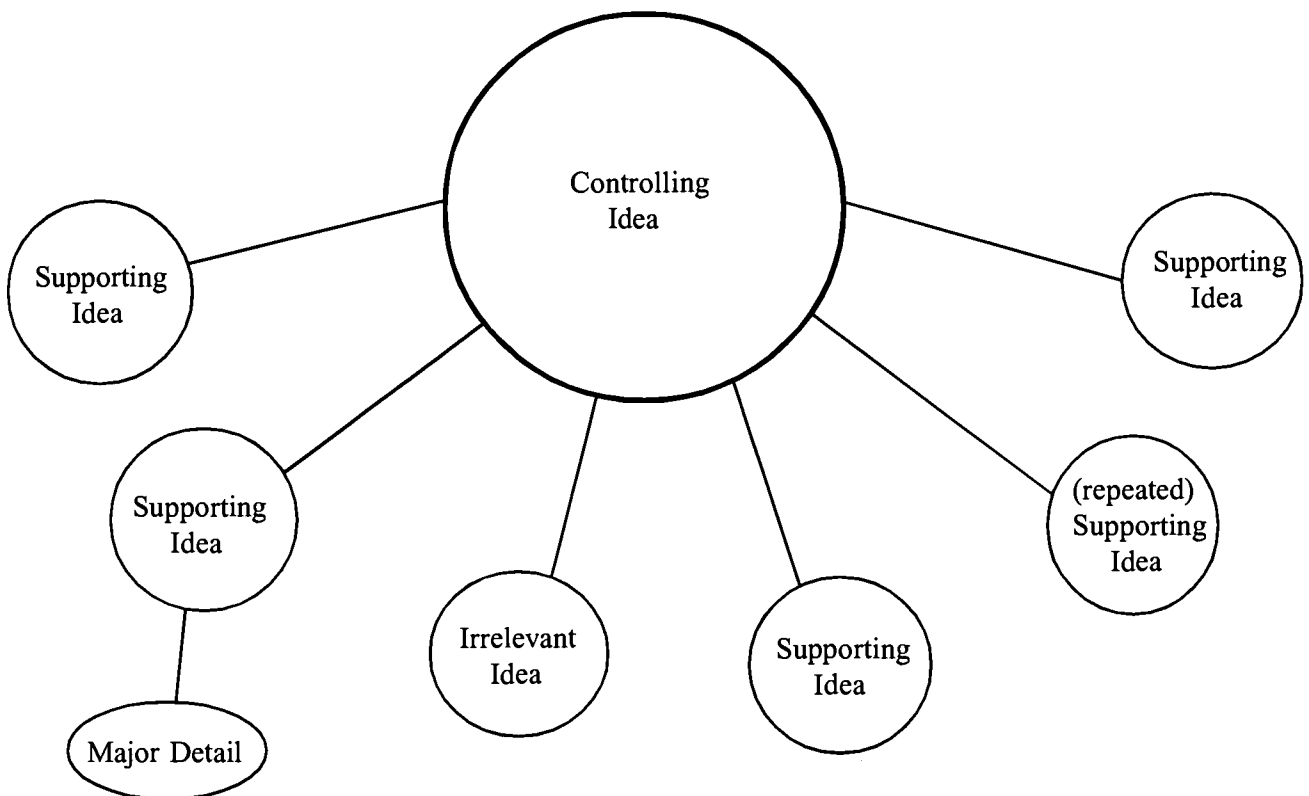 Controlling
Idea
Supporting
Idea
Supporting
Idea
(repeated)
Supporting
Idea
Supporting
Idea
Irrelevant
Idea
Supporting
Idea
Major Detail